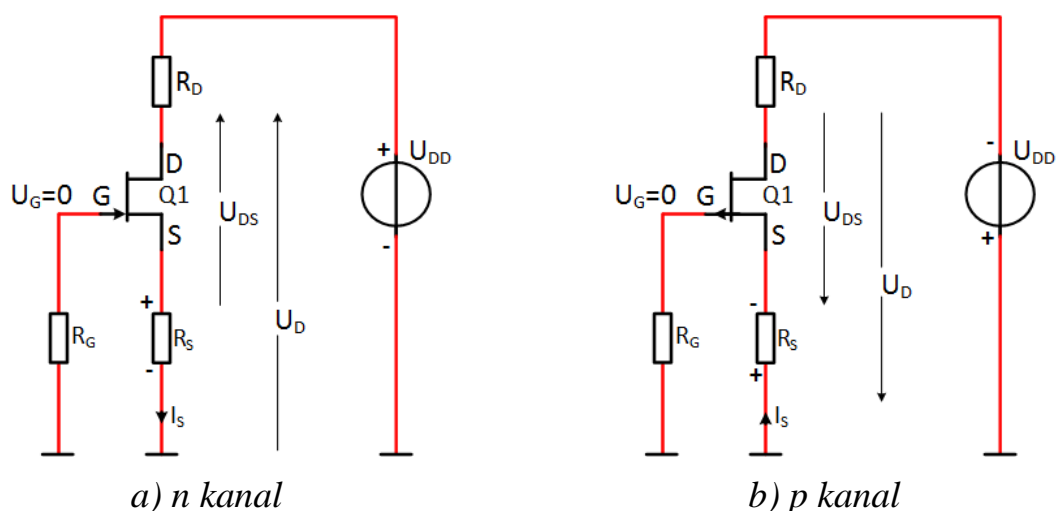 R_D
+
U_DD
D
U_G=0
G
Q1
U_DS
S
-
+
U_D
R_G
R_S
-
I_S
a) n kanal
R_D
-
U_DD
D
U_G=0
G
Q1
U_DS
S
+
-
U_D
R_G
R_S
+
I_S
b) p kanal